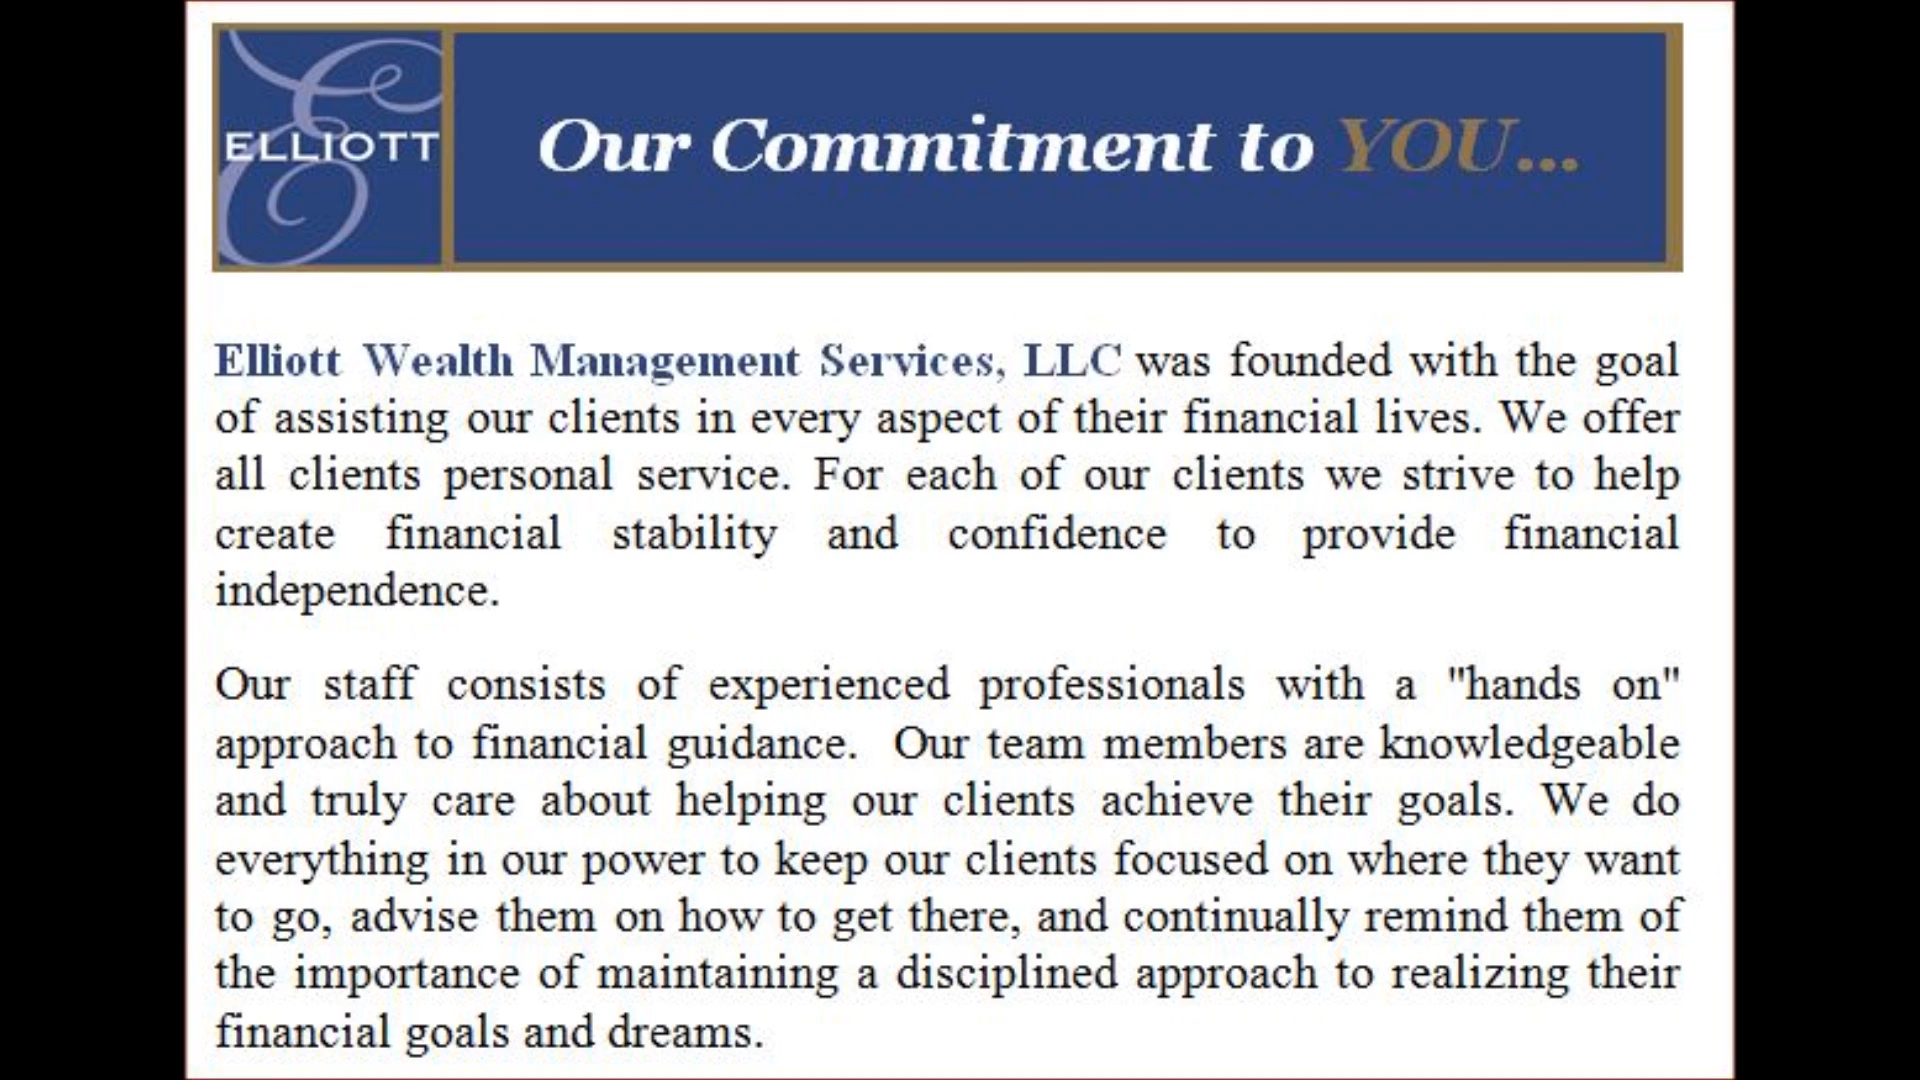 ELLIOTT
Our Commitment to YOU...
Elliott Wealth Management Services, LLC was founded with the goal
of assisting our clients in every aspect of their financial lives. We offer
all clients personal service. For each of our clients we strive to help
create financial stability and confidence to provide financial
independence.
Our staff consists of experienced professionals with a "hands on"
approach to financial guidance.  Our team members are knowledgeable
and truly care about helping our clients achieve their goals. We do
everything in our power to keep our clients focused on where they want
to go, advise them on how to get there, and continually remind them of
the importance of maintaining a disciplined approach to realizing their
financial goals and dreams.